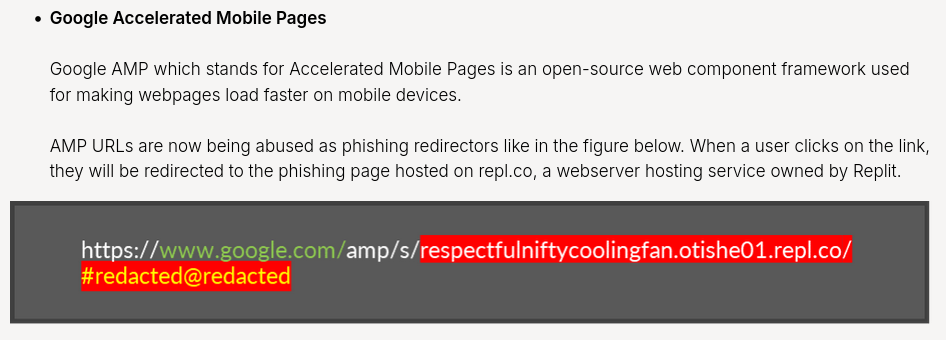 • Google Accelerated Mobile Pages
Google AMP which stands for Accelerated Mobile Pages is an open-source web component framework used
for making webpages load faster on mobile devices.
AMP URLs are now being abused as phishing redirectors like in the figure below. When a user clicks on the link,
they will be redirected to the phishing page hosted on repl.co, a webserver hosting service owned by Replit.
https://www.google.com/amp/s/respectfulniftycoolingfan.otishe01.repl.co/
#redacted@redacted